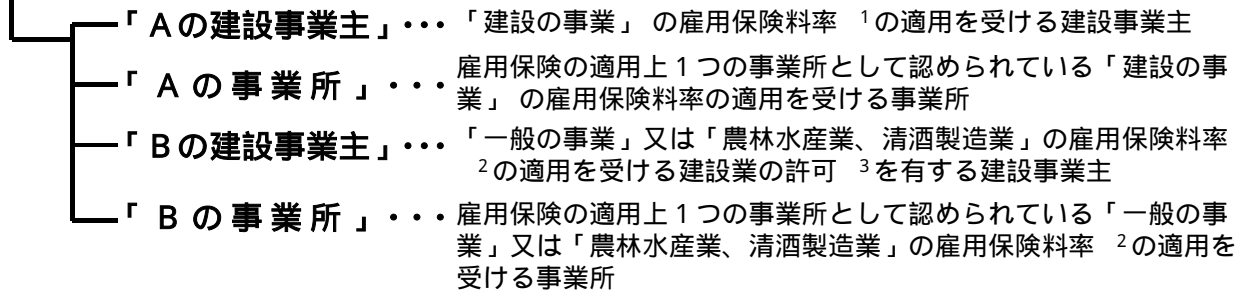 「Aの建設事業主」・・・「建設の事業」 の雇用保険料率 1の適用を受ける建設事業主
「Aの事業所」・・・雇用保険の適用上1つの事業所として認められている「建設の事
業」 の雇用保険料率の適用を受ける事業所
「Bの建設事業主」・・・「一般の事業」又は「農林水産業、清酒製造業」の雇用保険料率
2の適用を受ける建設業の許可 3を有する建設事業主
「Bの事業所」・・・雇用保険の適用上1つの事業所として認められている「一般の事
業」又は「農林水産業、清酒製造業」の雇用保険料率 2の適用を
受ける事業所